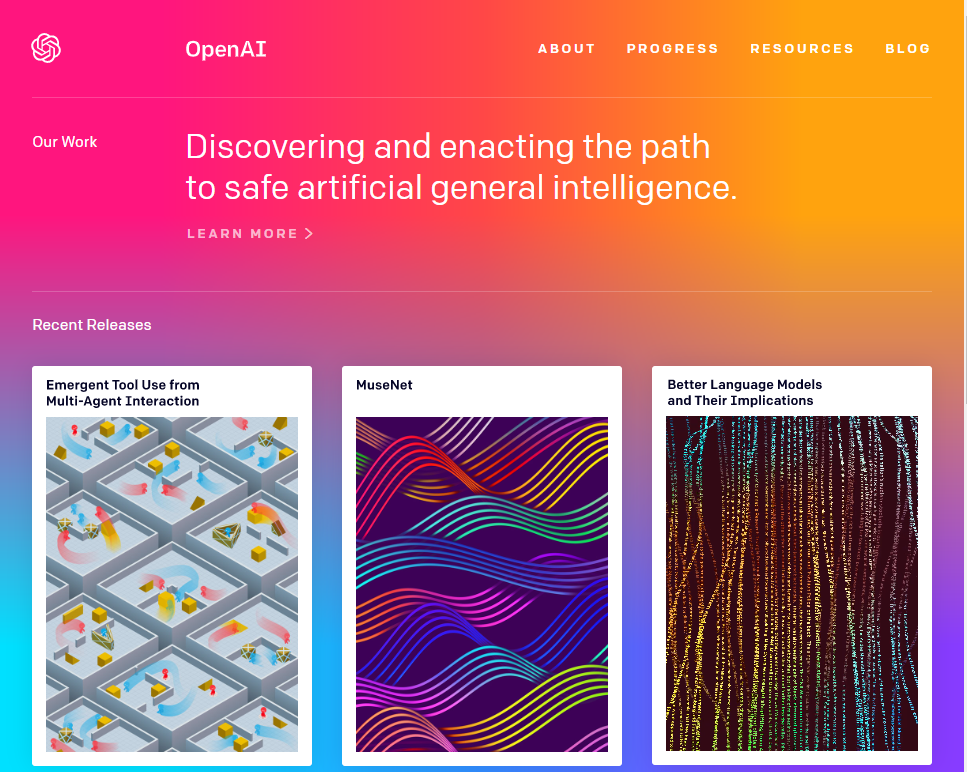 OpenAI
ABOUT PROGRESS RESOURCES BLOG
Our Work
Discovering and enacting the path
to safe artificial general intelligence.
LEARN MORE
Recent Releases
Emergent Tool Use from
Multi-Agent Interaction
MuseNet
Better Language Models
and Their Implications